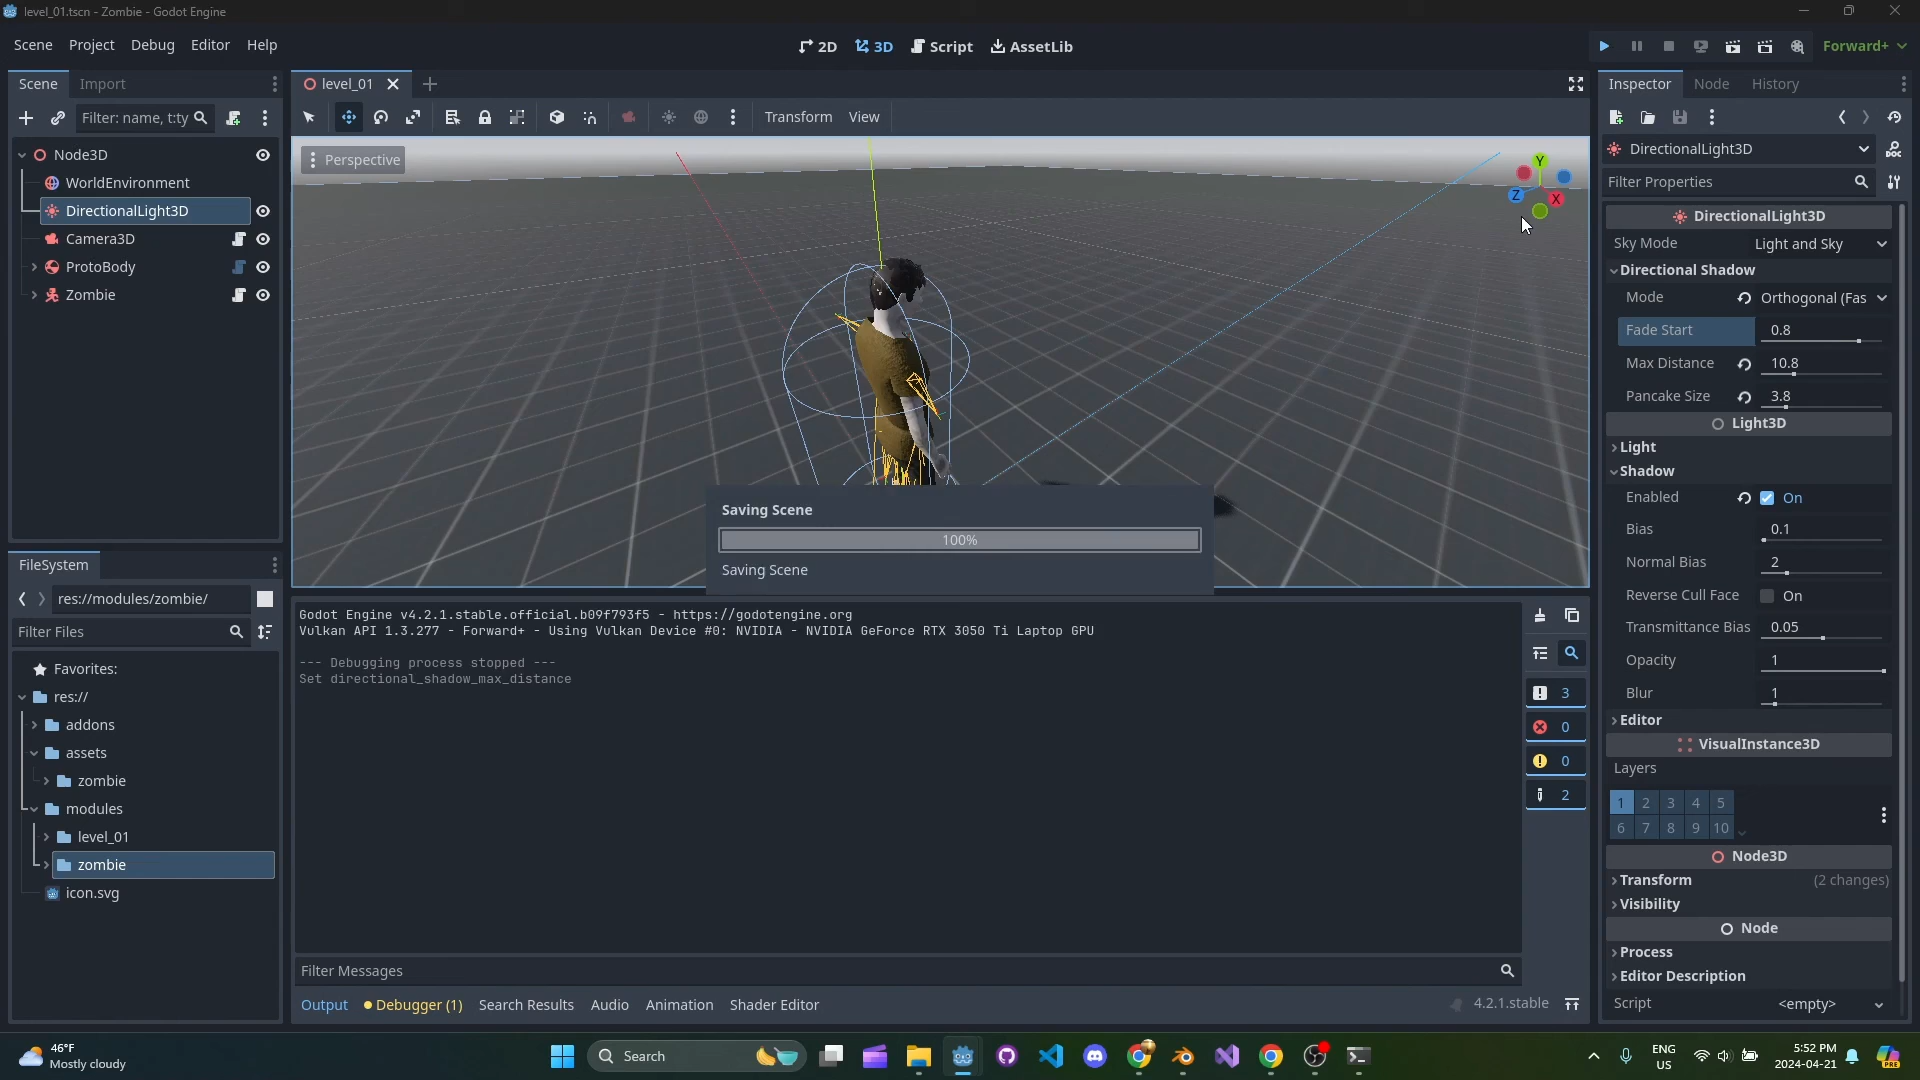 level_01.tscn - Zombie - Godot Engine
Scene Project Debug Editor Help
2D 3D Script AssetLib
Forward+
Scene Import
level_01
Inspector Node History
Filter: name, t:ty
Transform View
Node3D
WorldEnvironment
DirectionalLight3D
Camera3D
ProtoBody
Zombie
Perspective
Y
Z
X
Saving Scene
100%
Saving Scene
FileSystem
res://modules/zombie/
Filter Files
Favorites:
res://
addons
assets
zombie
modules
level_01
zombie
icon.svg
Godot Engine v4.2.1.stable.official.b09f793f5 - https://godotengine.org
Vulkan API 1.3.277 - Forward+ - Using Vulkan Device #0: NVIDIA - NVIDIA GeForce RTX 3050 Ti Laptop GPU
--- Debugging process stopped ---
Set directional_shadow_max_distance
3
0
0
2
Filter Messages
Output Debugger (1) Search Results Audio Animation Shader Editor
4.2.1.stable
DirectionalLight3D
Filter Properties
DirectionalLight3D
Sky Mode Light and Sky
Directional Shadow
Mode Orthogonal (Fas
Fade Start 0.8
Max Distance 10.8
Pancake Size 3.8
Light3D
Light
Shadow
Enabled On
Bias 0.1
Normal Bias 2
Reverse Cull Face On
Transmittance Bias 0.05
Opacity 1
Blur 1
Editor
VisualInstance3D
Layers
1 2 3 4 5
6 7 8 9 10
Node3D
Transform (2 changes)
Visibility
Node
Process
Editor Description
Script <empty>
46°F
Mostly cloudy
Search
ENG
US
5:52 PM
2024-04-21
PRE